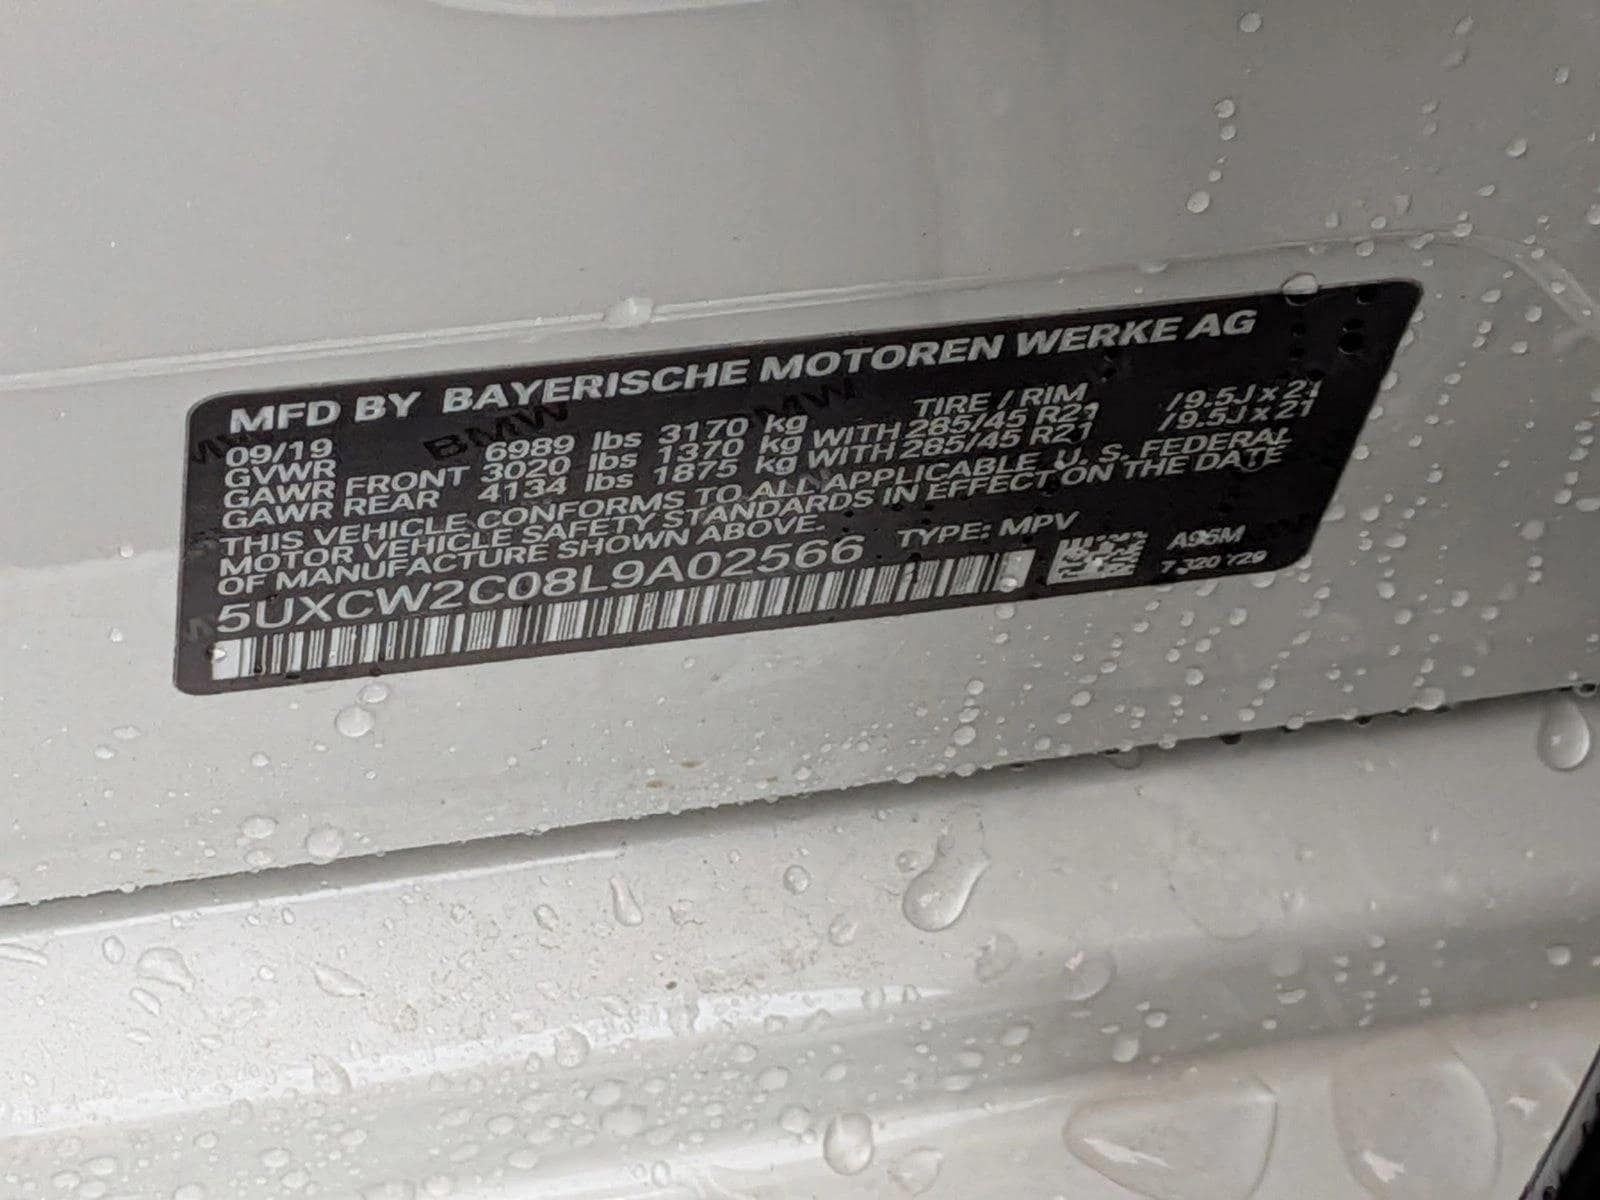 MFD BY BAYERISCHE MOTOREN WERKE AG
09/19 TIRE / RIM
GVWR 6989 lbs 3170 kg
GAWR FRONT 3020 lbs 1370 kg WITH 285/45 R21 /9.5J x 21
GAWR REAR 4134 lbs 1875 kg WITH 285/45 R21 /9.5J x 21
THIS VEHICLE CONFORMS TO ALL APPLICABLE U. S. FEDERAL
MOTOR VEHICLE SAFETY STANDARDS IN EFFECT ON THE DATE
OF MANUFACTURE SHOWN ABOVE.
5UXCW2C08L9A02566 TYPE: MPV
A96M
BMW
BMW